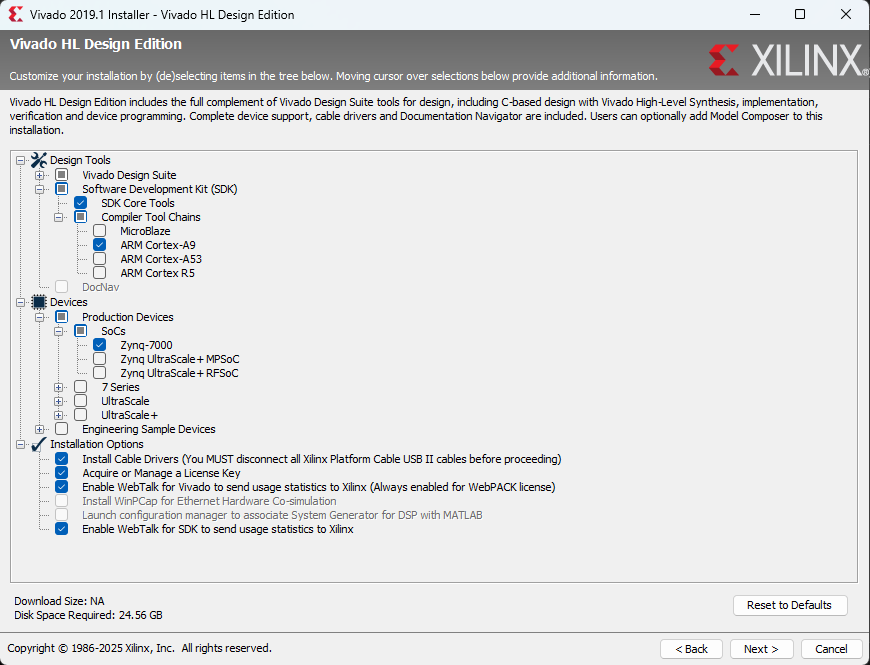 Vivado 2019.1 Installer - Vivado HL Design Edition
Vivado HL Design Edition
Customize your installation by (de)selecting items in the tree below. Moving cursor over selections below provide additional information.
XILINX®
Vivado HL Design Edition includes the full complement of Vivado Design Suite tools for design, including C-based design with Vivado High-Level Synthesis, implementation,
verification and device programming. Complete device support, cable drivers and Documentation Navigator are included. Users can optionally add Model Composer to this
installation.
Design Tools
Vivado Design Suite
Software Development Kit (SDK)
SDK Core Tools
Compiler Tool Chains
MicroBlaze
ARM Cortex-A9
ARM Cortex-A53
ARM Cortex R5
DocNav
Devices
Production Devices
SoCs
Zynq-7000
Zynq UltraScale+ MPSoC
Zynq UltraScale+ RFSoC
7 Series
UltraScale
UltraScale+
Engineering Sample Devices
Installation Options
Install Cable Drivers (You MUST disconnect all Xilinx Platform Cable USB II cables before proceeding)
Acquire or Manage a License Key
Enable WebTalk for Vivado to send usage statistics to Xilinx (Always enabled for WebPACK license)
Install WinPCap for Ethernet Hardware Co-simulation
Launch configuration manager to associate System Generator for DSP with MATLAB
Enable WebTalk for SDK to send usage statistics to Xilinx
Download Size: NA
Disk Space Required: 24.56 GB
Reset to Defaults
Copyright © 1986-2025 Xilinx, Inc.  All rights reserved.
< Back
Next >
Cancel